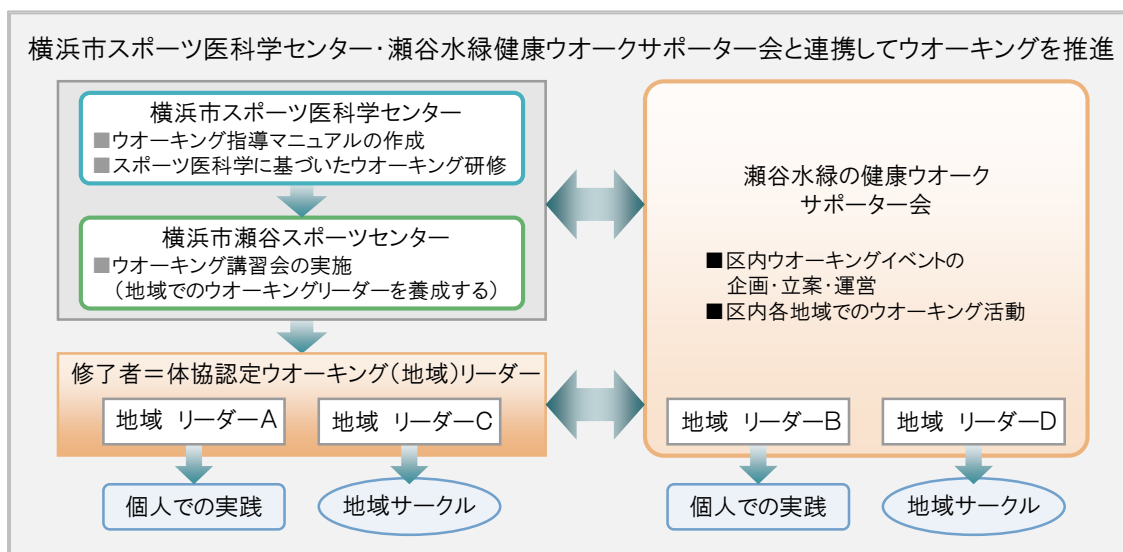 横浜市スポーツ医科学センター・瀬谷水緑健康ウオークサポーター会と連携してウオーキングを推進
横浜市スポーツ医科学センター
■ウオーキング指導マニュアルの作成
■スポーツ医科学に基づいたウオーキング研修
横浜市瀬谷スポーツセンター
■ウオーキング講習会の実施
（地域でのウオーキングリーダーを養成する）
修了者＝体協認定ウオーキング（地域）リーダー
地域 リーダーA
地域 リーダーC
個人での実践
地域サークル
瀬谷水緑の健康ウオーク
サポーター会
■区内ウオーキングイベントの
企画・立案・運営
■区内各地域でのウオーキング活動
地域 リーダーB
地域 リーダーD
個人での実践
地域サークル